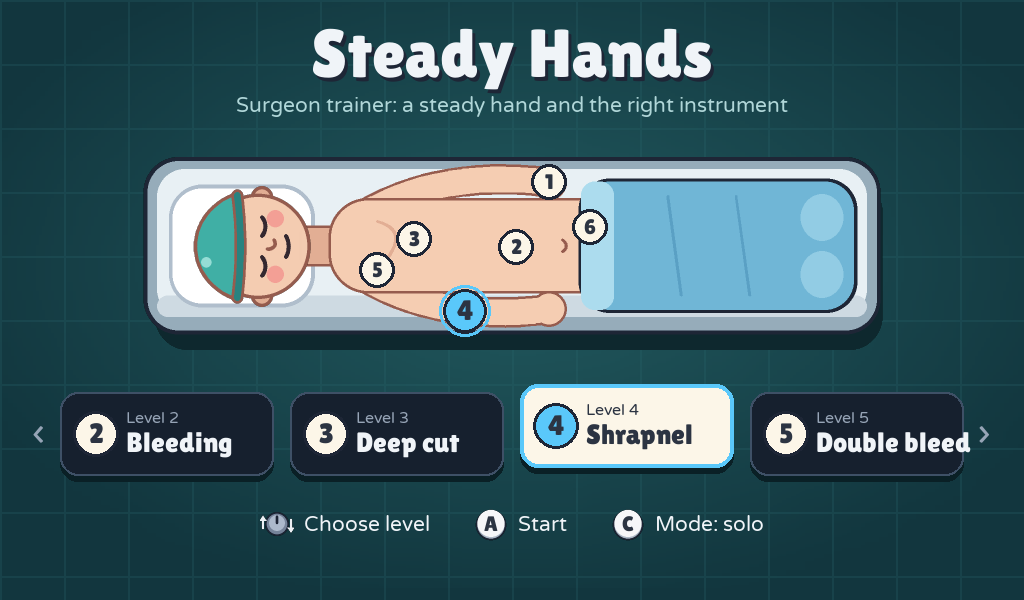 Steady Hands
Surgeon trainer: a steady hand and the right instrument
1
6
3
2
5
4
2 Level 2
Bleeding
3 Level 3
Deep cut
4 Level 4
Shrapnel
5 Level 5
Double bleed
Choose level
A Start
C Mode: solo